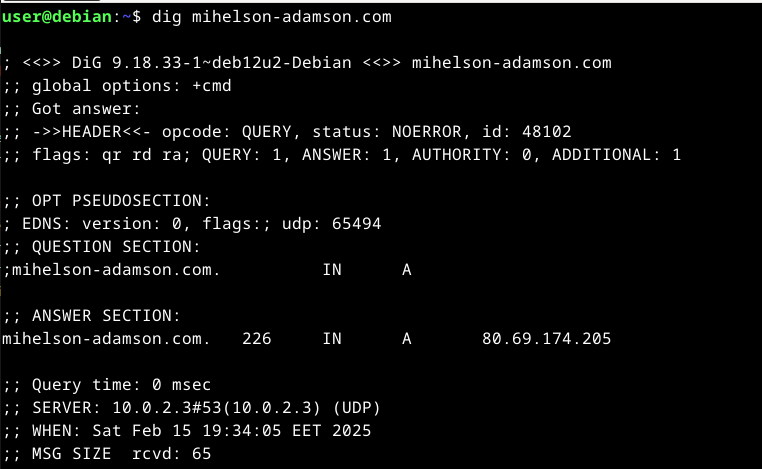 user@debian:~$ dig mihelson-adamson.com
; <<>> DiG 9.18.33-1~deb12u2-Debian <<>> mihelson-adamson.com
;; global options: +cmd
;; Got answer:
;; ->>HEADER<<- opcode: QUERY, status: NOERROR, id: 48102
;; flags: qr rd ra; QUERY: 1, ANSWER: 1, AUTHORITY: 0, ADDITIONAL: 1
;; OPT PSEUDOSECTION:
; EDNS: version: 0, flags:; udp: 65494
;; QUESTION SECTION:
;mihelson-adamson.com. IN A
;; ANSWER SECTION:
mihelson-adamson.com. 226 IN A 80.69.174.205
;; Query time: 0 msec
;; SERVER: 10.0.2.3#53(10.0.2.3) (UDP)
;; WHEN: Sat Feb 15 19:34:05 EET 2025
;; MSG SIZE rcvd: 65